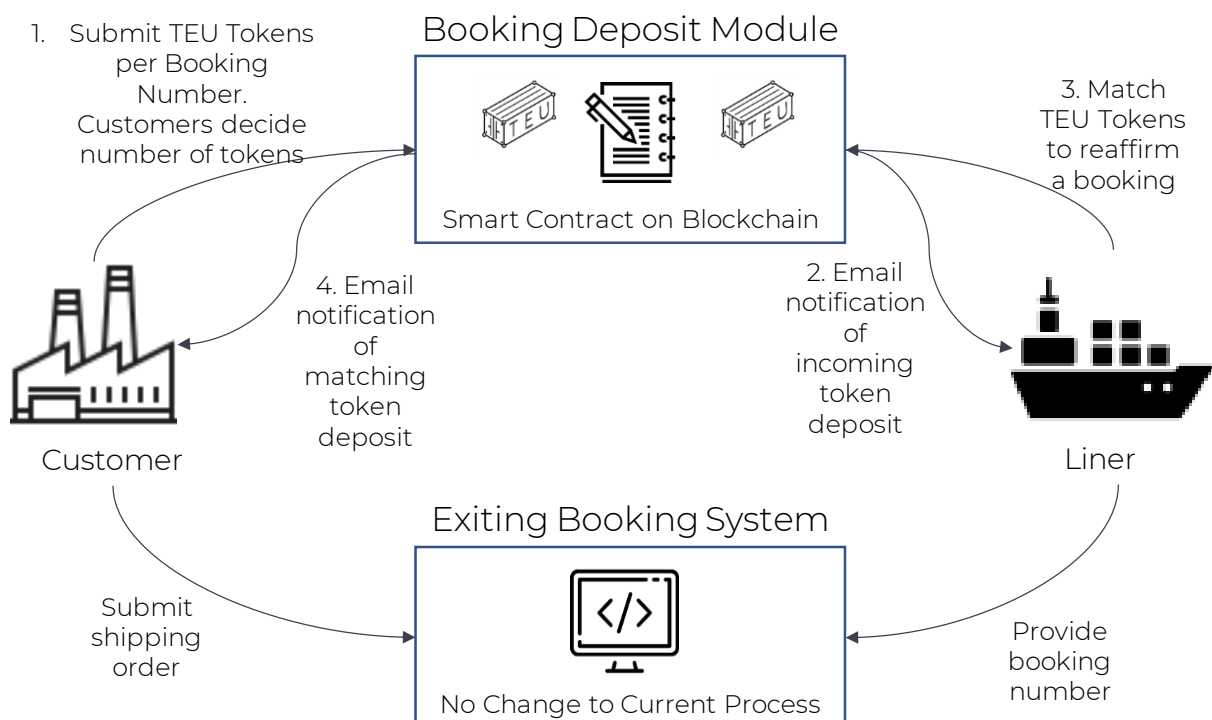 Booking Deposit Module
1. Submit TEU Tokens
per Booking
Number.
Customers decide
number of tokens
TEU
TEU
Smart Contract on Blockchain
3. Match
TEU Tokens
to reaffirm
a booking
4. Email
notification
of
matching
token
deposit
2. Email
notification
of
incoming
token
deposit
Customer
Liner
Exiting Booking System
</>
No Change to Current Process
Submit
shipping
order
Provide
booking
number